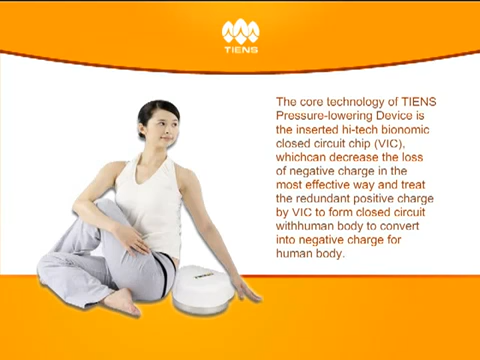 TIENS
The core technology of TIENS
Pressure-lowering Device is
the inserted hi-tech bionomic
closed circuit chip (VIC),
whichcan decrease the loss
of negative charge in the
most effective way and treat
the redundant positive charge
by VIC to form closed circuit
withhuman body to convert
into negative charge for
human body.
TIENS